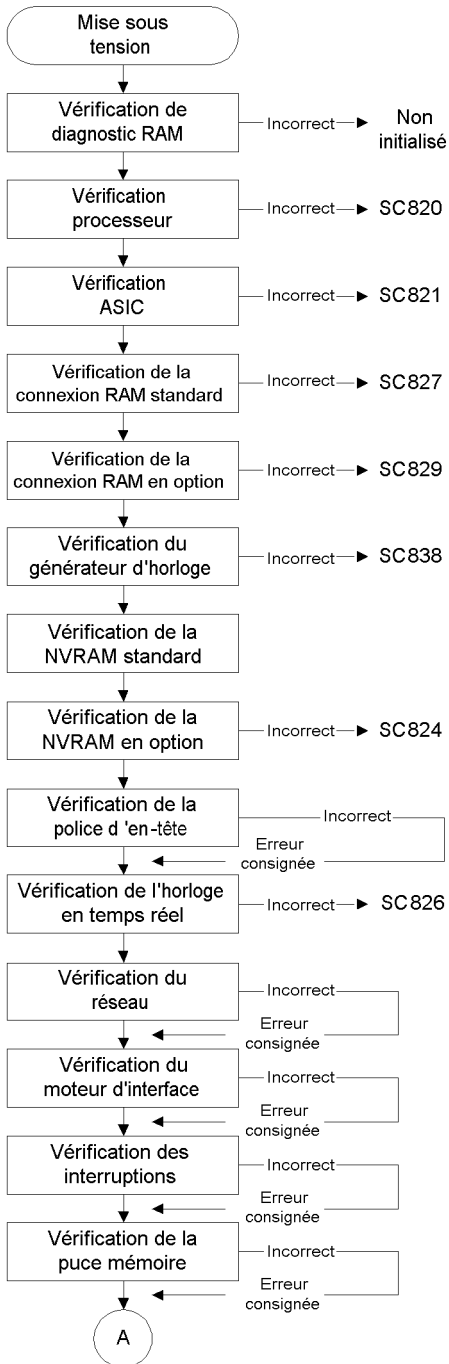 Mise sous
tension
Vérification de
diagnostic RAM
Incorrect
Non
initialisé
Vérification
processeur
Incorrect
SC820
Vérification
ASIC
Incorrect
SC821
Vérification de la
connexion RAM standard
Incorrect
SC827
Vérification de la
connexion RAM en option
Incorrect
SC829
Vérification du
générateur d'horloge
Incorrect
SC838
Vérification de la
NVRAM standard
Vérification de la
NVRAM en option
Incorrect
SC824
Vérification de la
police d 'en-tête
Incorrect
Erreur
consignée
Vérification de l'horloge
en temps réel
Incorrect
SC826
Vérification du
réseau
Incorrect
Erreur
consignée
Vérification du
moteur d'interface
Incorrect
Erreur
consignée
Vérification des
interruptions
Incorrect
Erreur
consignée
Vérification de la
puce mémoire
Incorrect
Erreur
consignée
A